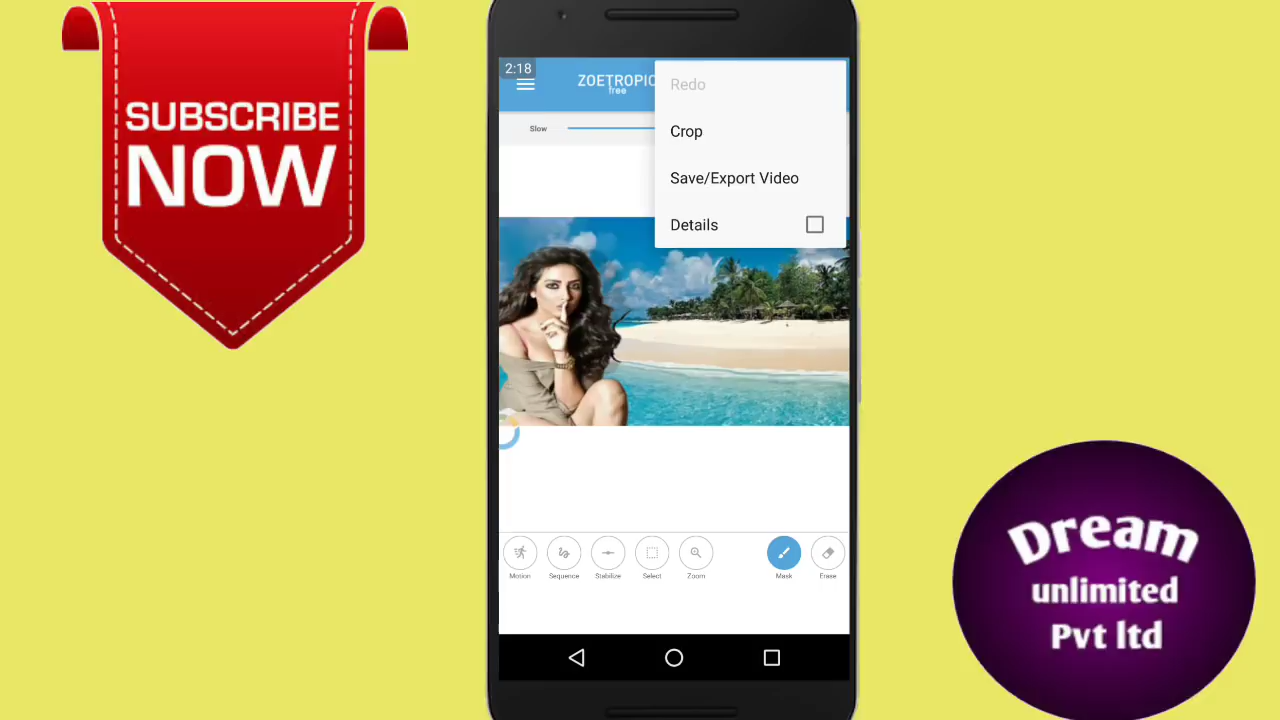 SUBSCRIBE
NOW
2:18
ZOETROPIC
free
Redo
Crop
Save/Export Video
Details
Slow
Motion
Sequence
Stabilize
Select
Zoom
Mask
Erase
Dream
unlimited
Pvt ltd